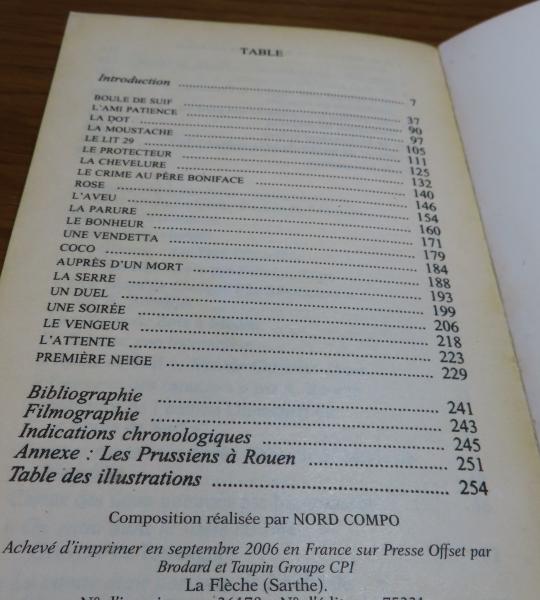 TABLE
Introduction ........ 7
BOULE DE SUIF ........ 37
L'AMI PATIENCE ........ 90
LA DOT ........ 97
LA MOUSTACHE ........ 105
LE LIT 29 ........ 111
LE PROTECTEUR ........ 125
LA CHEVELURE ........ 132
LE CRIME AU PÈRE BONIFACE ........ 140
ROSE ........ 146
L'AVEU ........ 154
LA PARURE ........ 160
LE BONHEUR ........ 171
UNE VENDETTA ........ 179
COCO ........ 184
AUPRÈS D'UN MORT ........ 188
LA SERRE ........ 193
UN DUEL ........ 199
UNE SOIRÉE ........ 206
LE VENGEUR ........ 218
L'ATTENTE ........ 223
PREMIÈRE NEIGE ........ 229
Bibliographie ........ 241
Filmographie ........ 243
Indications chronologiques ........ 245
Annexe : Les Prussiens à Rouen ........ 251
Table des illustrations ........ 254
Composition réalisée par NORD COMPO
Achevé d'imprimer en septembre 2006 en France sur Presse Offset par
Brodard et Taupin Groupe CPI
La Flèche (Sarthe).